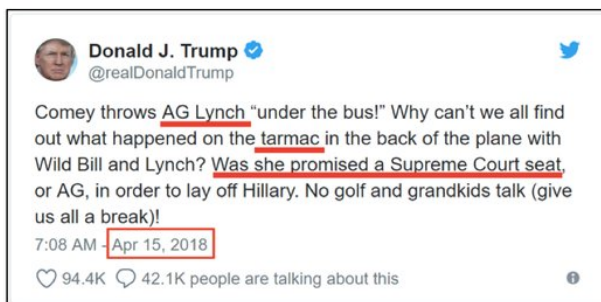 Donald J. Trump
@realDonaldTrump
Comey throws AG Lynch “under the bus!” Why can’t we all find
out what happened on the tarmac in the back of the plane with
Wild Bill and Lynch? Was she promised a Supreme Court seat,
or AG, in order to lay off Hillary. No golf and grandkids talk (give
us all a break)!
7:08 AM - Apr 15, 2018
94.4K 42.1K people are talking about this